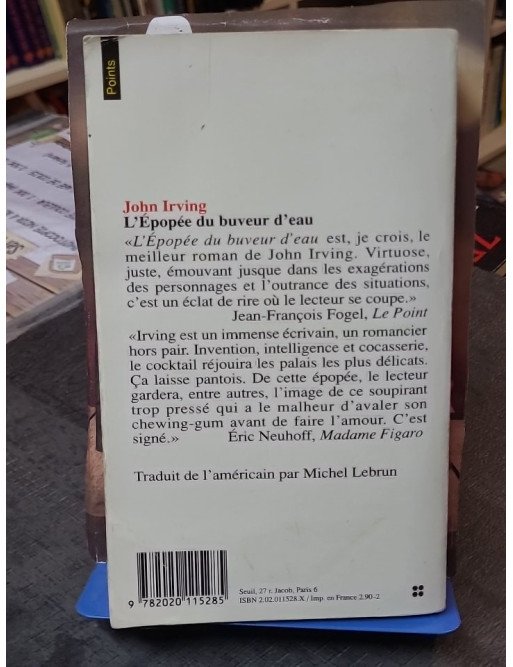 Points
John Irving
L'Épopée du buveur d'eau
«L'Épopée du buveur d'eau est, je crois, le
meilleur roman de John Irving. Virtuose,
juste, émouvant jusque dans les exagérations
des personnages et l'outrance des situations,
c'est un éclat de rire où le lecteur se coupe.»
Jean-François Fogel, Le Point
«Irving est un immense écrivain, un romancier
hors pair. Invention, intelligence et cocasserie,
le cocktail réjouira les palais les plus délicats.
Ça laisse pantois. De cette épopée, le lecteur
gardera, entre autres, l'image de ce soupirant
trop pressé qui a le malheur d'avaler son
chewing-gum avant de faire l'amour. C'est
signé.» Éric Neuhoff, Madame Figaro
Traduit de l'américain par Michel Lebrun
9 782020 115285
Seuil, 27 r. Jacob, Paris 6
ISBN 2.02.011528.X / Imp. en France 2.90-2